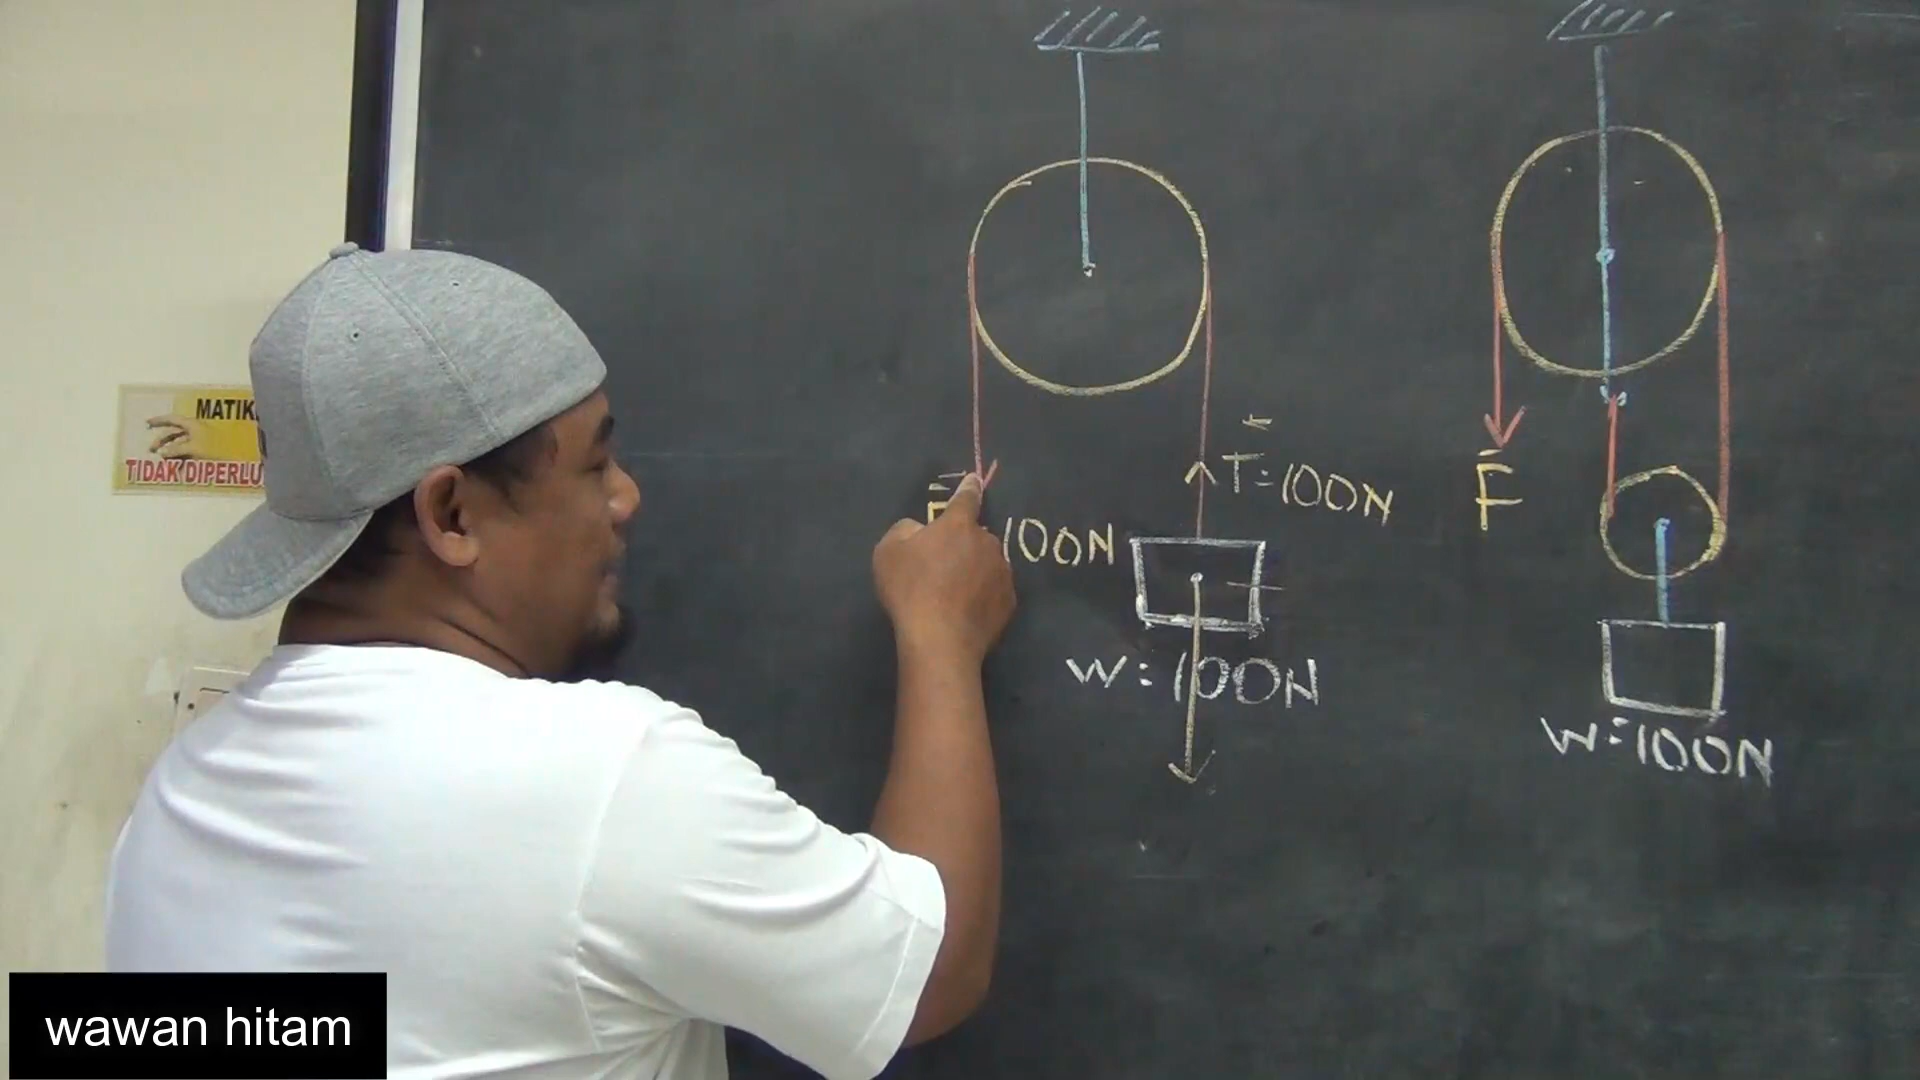 MATIK
TIDAK DIPERLU
F
100N
T=100N
W=100N
F
W=100N
wawan hitam